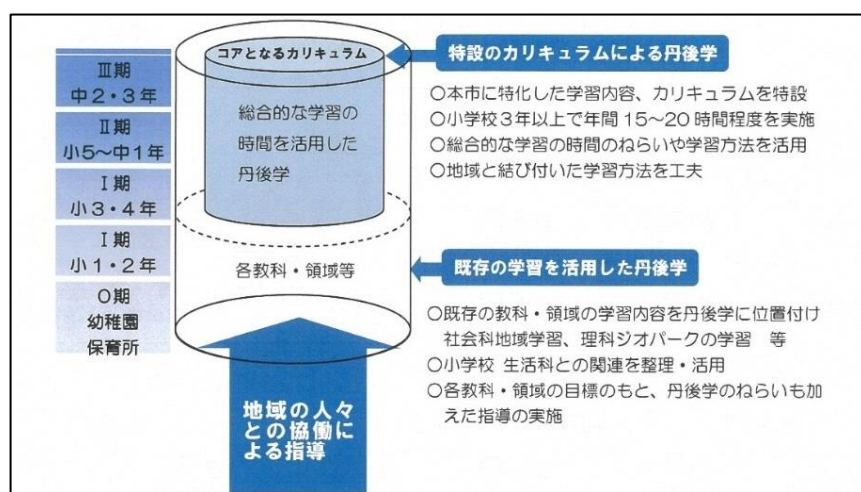 Ⅲ期
中2・3年
Ⅱ期
小5～中1年
Ⅰ期
小3・4年
Ⅰ期
小1・2年
0期
幼稚園
保育所
コアとなるカリキュラム
総合的な学習の
時間を活用した
丹後学
各教科・領域等
地域の人々
との協働に
よる指導
特設のカリキュラムによる丹後学
○本市に特化した学習内容、カリキュラムを特設
○小学校3年以上で年間15～20時間程度を実施
○総合的な学習の時間のねらいや学習方法を活用
○地域と結び付いた学習方法を工夫
既存の学習を活用した丹後学
○既存の教科・領域の学習内容を丹後学に位置付け
社会科地域学習、理科ジオパークの学習 等
○小学校 生活科との関連を整理・活用
○各教科・領域の目標のもと、丹後学のねらいも加
えた指導の実施